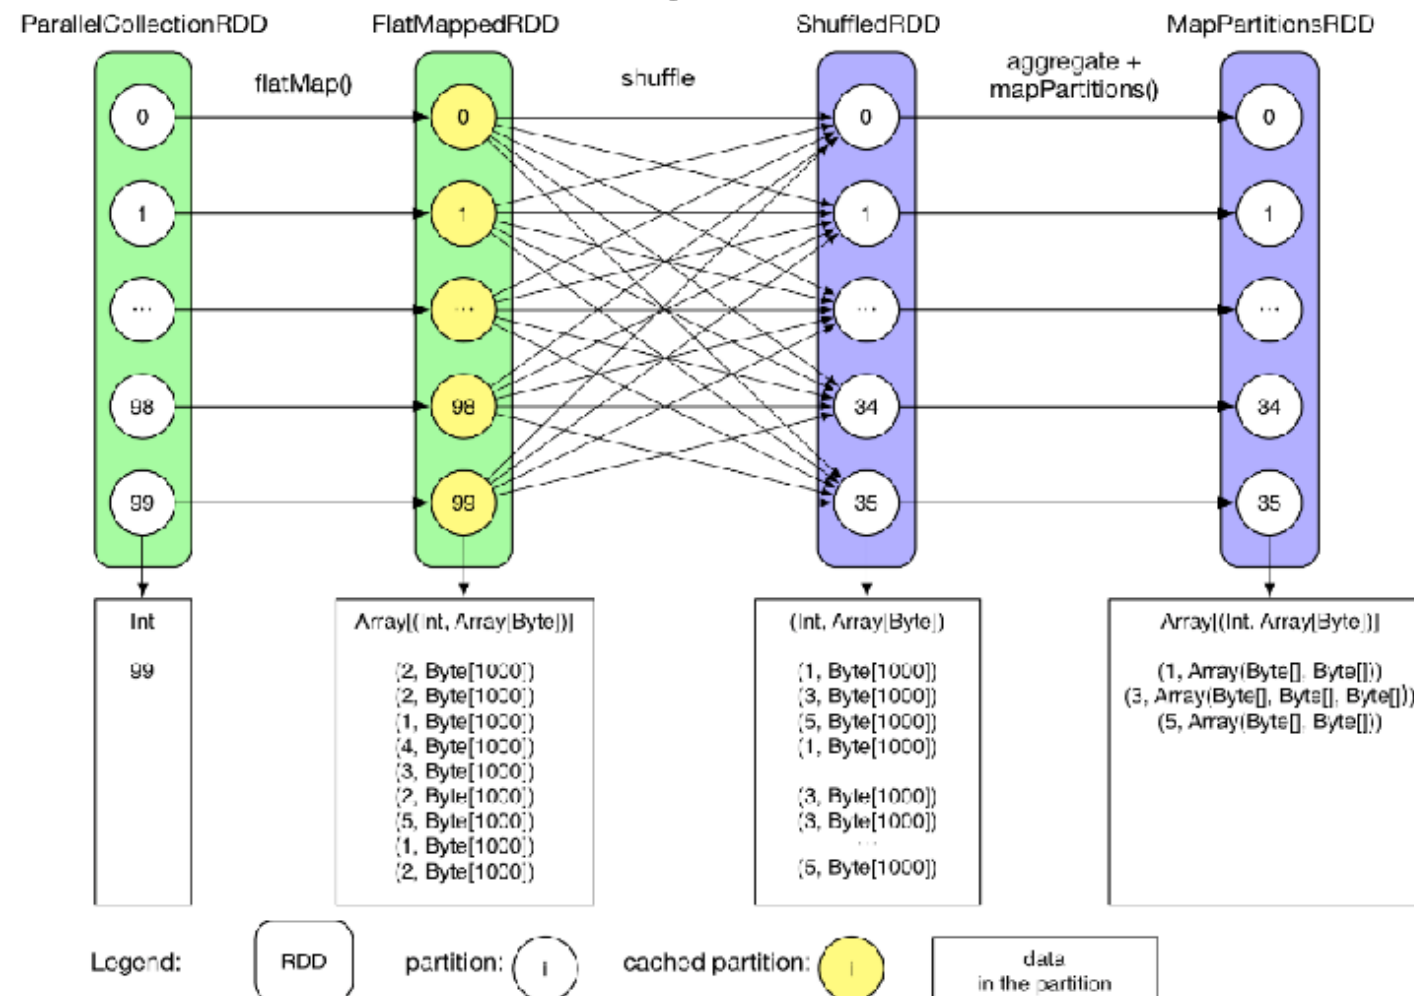 ParallelCollectionRDD
FlatMappedRDD
ShuffledRDD
MapPartitionsRDD
flatMap()
shuffle
aggregate +
mapPartitions()
0
0
0
0
1
1
1
1
...
...
...
...
98
98
34
34
99
99
35
35
Int
99
Array[(Int, Array[Byte])]
(2, Byte[1000])
(2, Byte[1000])
(1, Byte[1000])
(4, Byte[1000])
(3, Byte[1000])
(2, Byte[1000])
(5, Byte[1000])
(1, Byte[1000])
(2, Byte[1000])
(Int, Array[Byte])
(1, Byte[1000])
(3, Byte[1000])
(5, Byte[1000])
(1, Byte[1000])
(3, Byte[1000])
(3, Byte[1000])
...
(5, Byte[1000])
Array[(Int, Array[Byte])]
(1, Array(Byte[], Byte[]))
(3, Array(Byte[], Byte[], Byte[]))
(5, Array(Byte[], Byte[]))
Legend:
RDD
partition:
i
cached partition:
i
data
in the partition